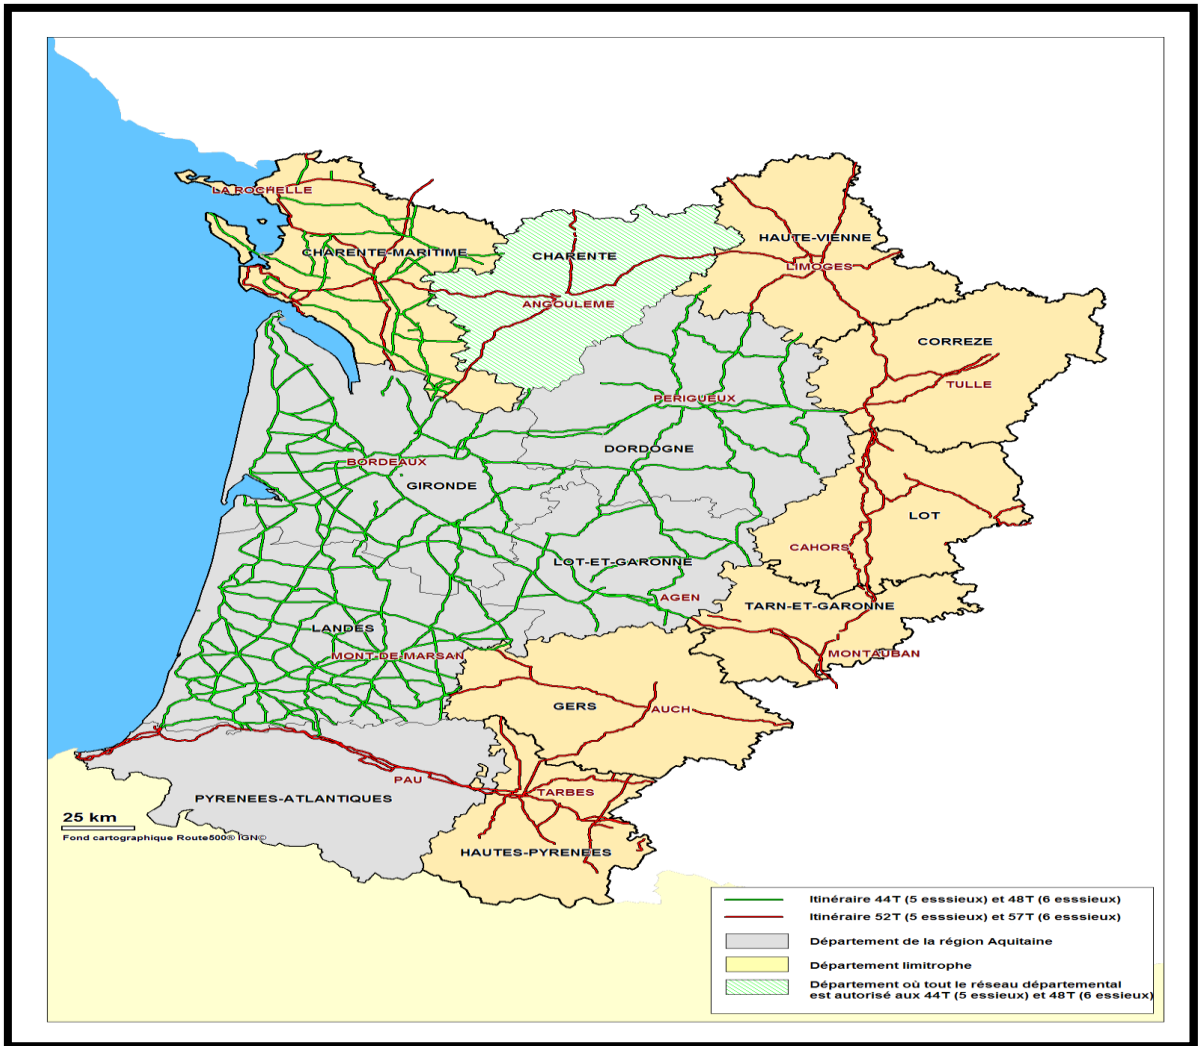 LA ROCHELLE
CHARENTE-MARITIME
CHARENTE
ANGOULEME
HAUTE-VIENNE
LIMOGES
CORREZE
TULLE
PERIGUEUX
DORDOGNE
BORDEAUX
GIRONDE
LOT
CAHORS
LOT-ET-GARONNE
AGEN
TARN-ET-GARONNE
MONTAUBAN
LANDES
MONT-DE-MARSAN
GERS
AUCH
PAU
TARBES
PYRENEES-ATLANTIQUES
HAUTES-PYRENEES
25 km
Fond cartographique Route500® IGN©
Itinéraire 44T (5 esssieux) et 48T (6 esssieux)
Itinéraire 52T (5 esssieux) et 57T (6 esssieux)
Département de la région Aquitaine
Département limitrophe
Département où tout le réseau départemental
est autorisé aux 44T (5 essieux) et 48T (6 essieux)